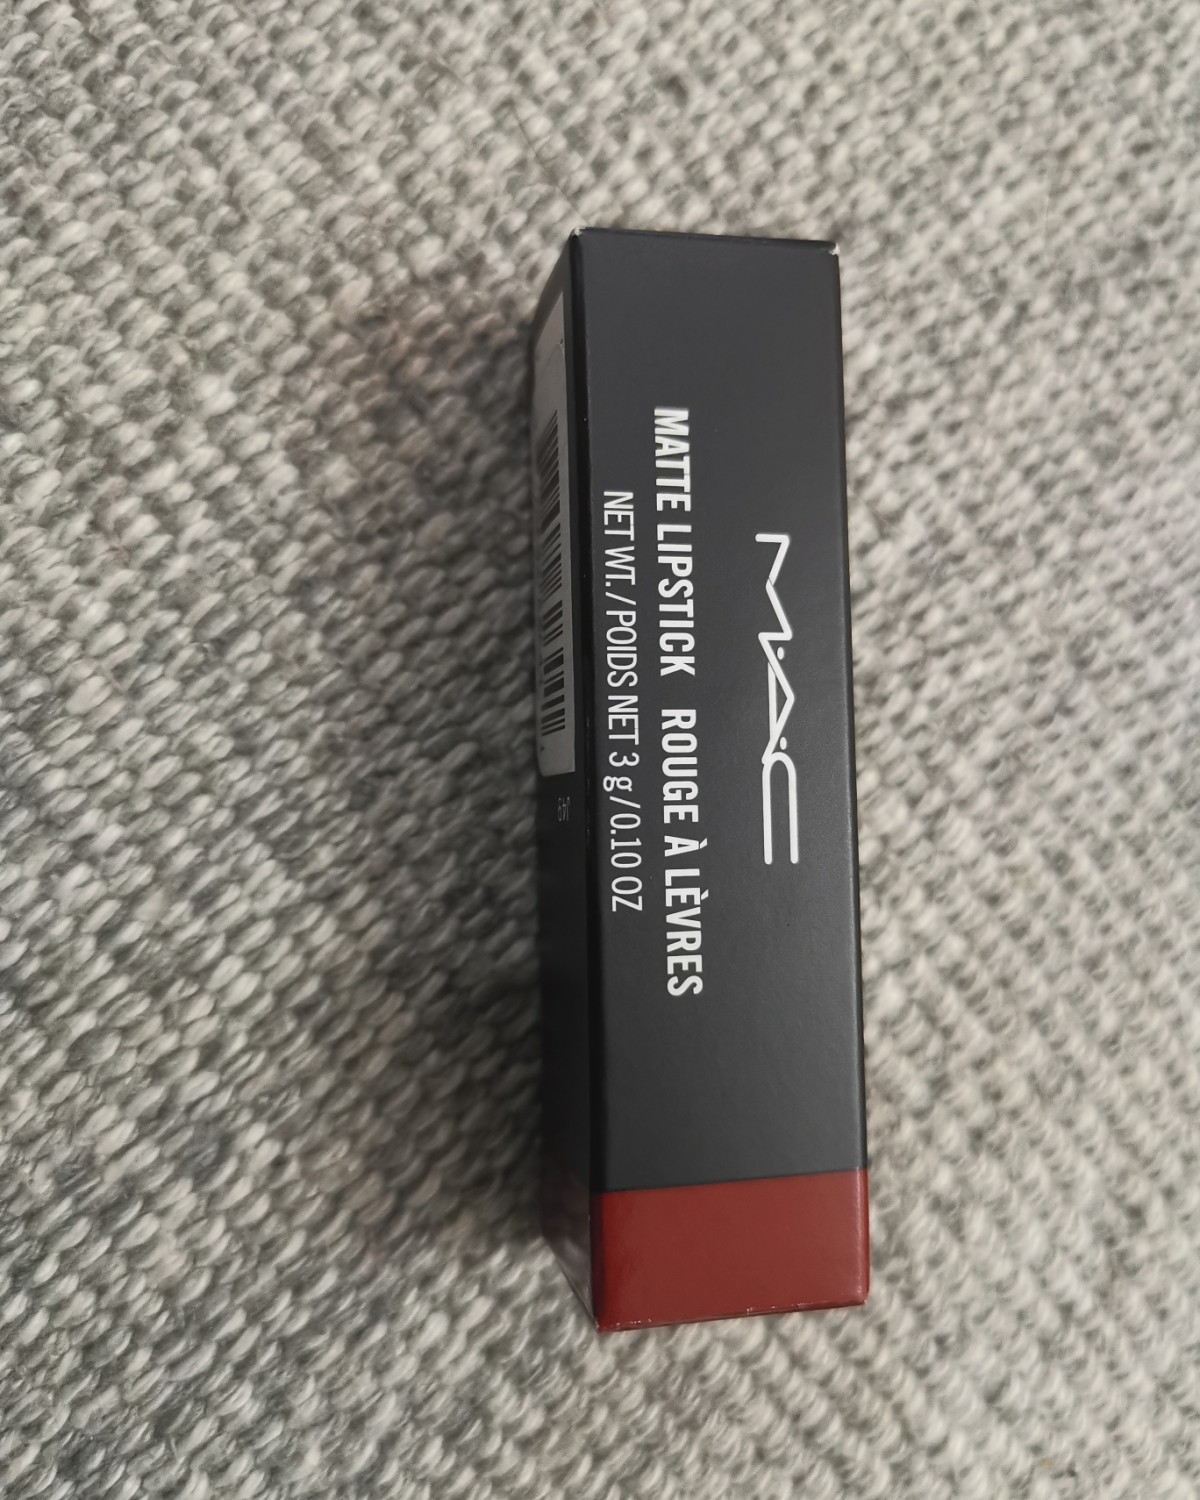 MAC
MATTE LIPSTICK ROUGE À LÈVRES
NET WT. / POIDS NET 3 g / 0.10 OZ